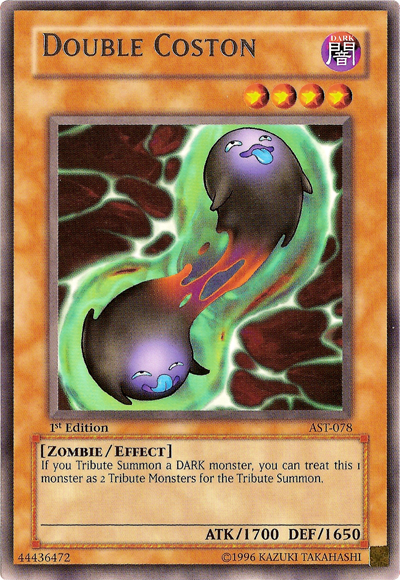 DOUBLE COSTON
DARK
闇
1st Edition
AST-078
[ZOMBIE/EFFECT]
If you Tribute Summon a DARK monster, you can treat this 1
monster as 2 Tribute Monsters for the Tribute Summon.
ATK/1700 DEF/1650
44436472
©1996 KAZUKI TAKAHASHI